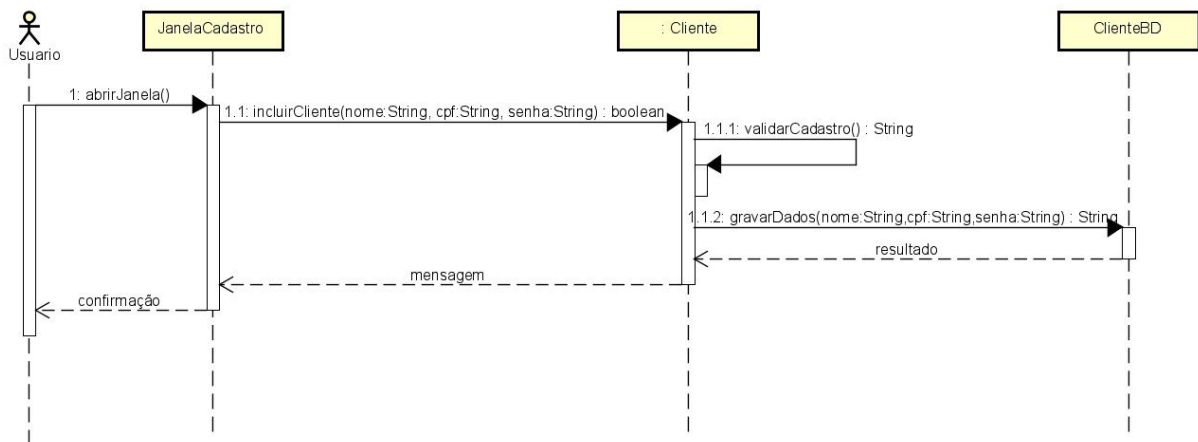 JanelaCadastro
: Cliente
ClienteBD
Usuario
1: abrirJanela()
1.1: incluirCliente(nome:String, cpf:String, senha:String) : boolean
1.1.1: validarCadastro() : String
1.1.2: gravarDados(nome:String,cpf:String,senha:String) : String
resultado
mensagem
confirmação